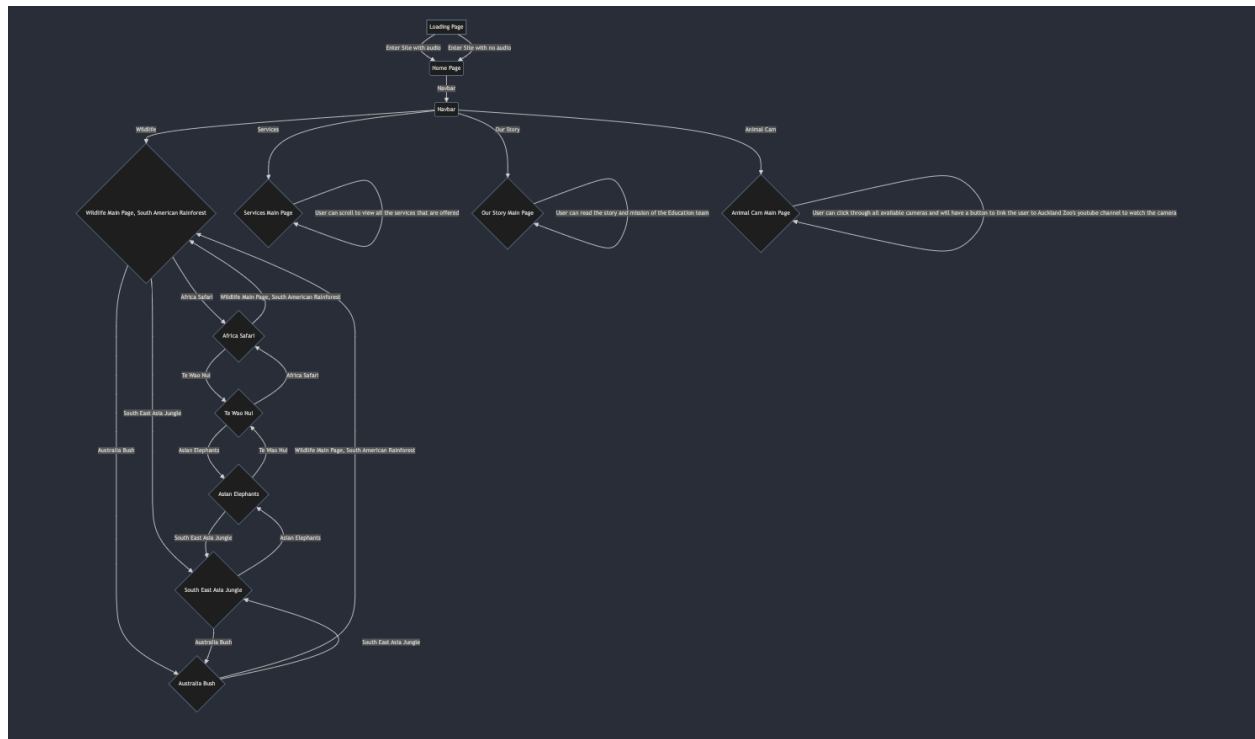 Loading Page
Enter Site with audio
Enter Site with no audio
Home Page
Navbar
Navbar
Wildlife
Services
Our Story
Animal Cam
Wildlife Main Page, South American Rainforest
Services Main Page
User can scroll to view all the services that are offered
Our Story Main Page
User can read the story and mission of the Education team
Animal Cam Main Page
User can click through all available cameras and will have a button to link the user to Auckland Zoo's youtube channel to watch the camera
Africa Safari
Wildlife Main Page, South American Rainforest
Africa Safari
Te Wao Nui
Africa Safari
South East Asia Jungle
Te Wao Nui
Australia Bush
Asian Elephants
Te Wao Nui
Wildlife Main Page, South American Rainforest
Asian Elephants
South East Asia Jungle
Asian Elephants
South East Asia Jungle
Australia Bush
South East Asia Jungle
Australia Bush